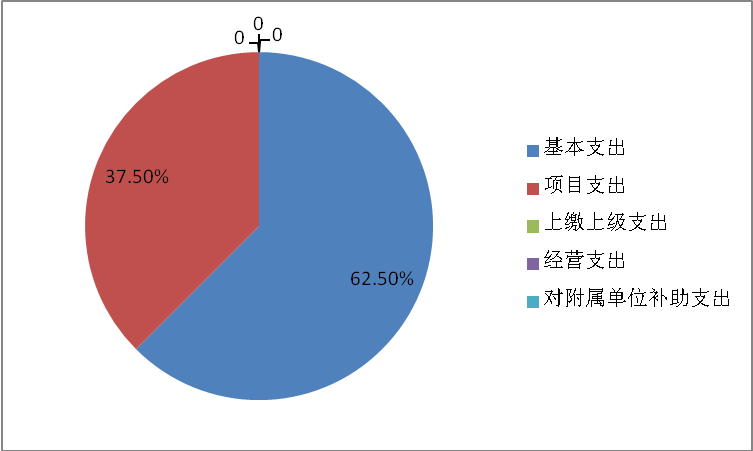 0
0
0
37.50%
62.50%
基本支出
项目支出
上缴上级支出
经营支出
对附属单位补助支出